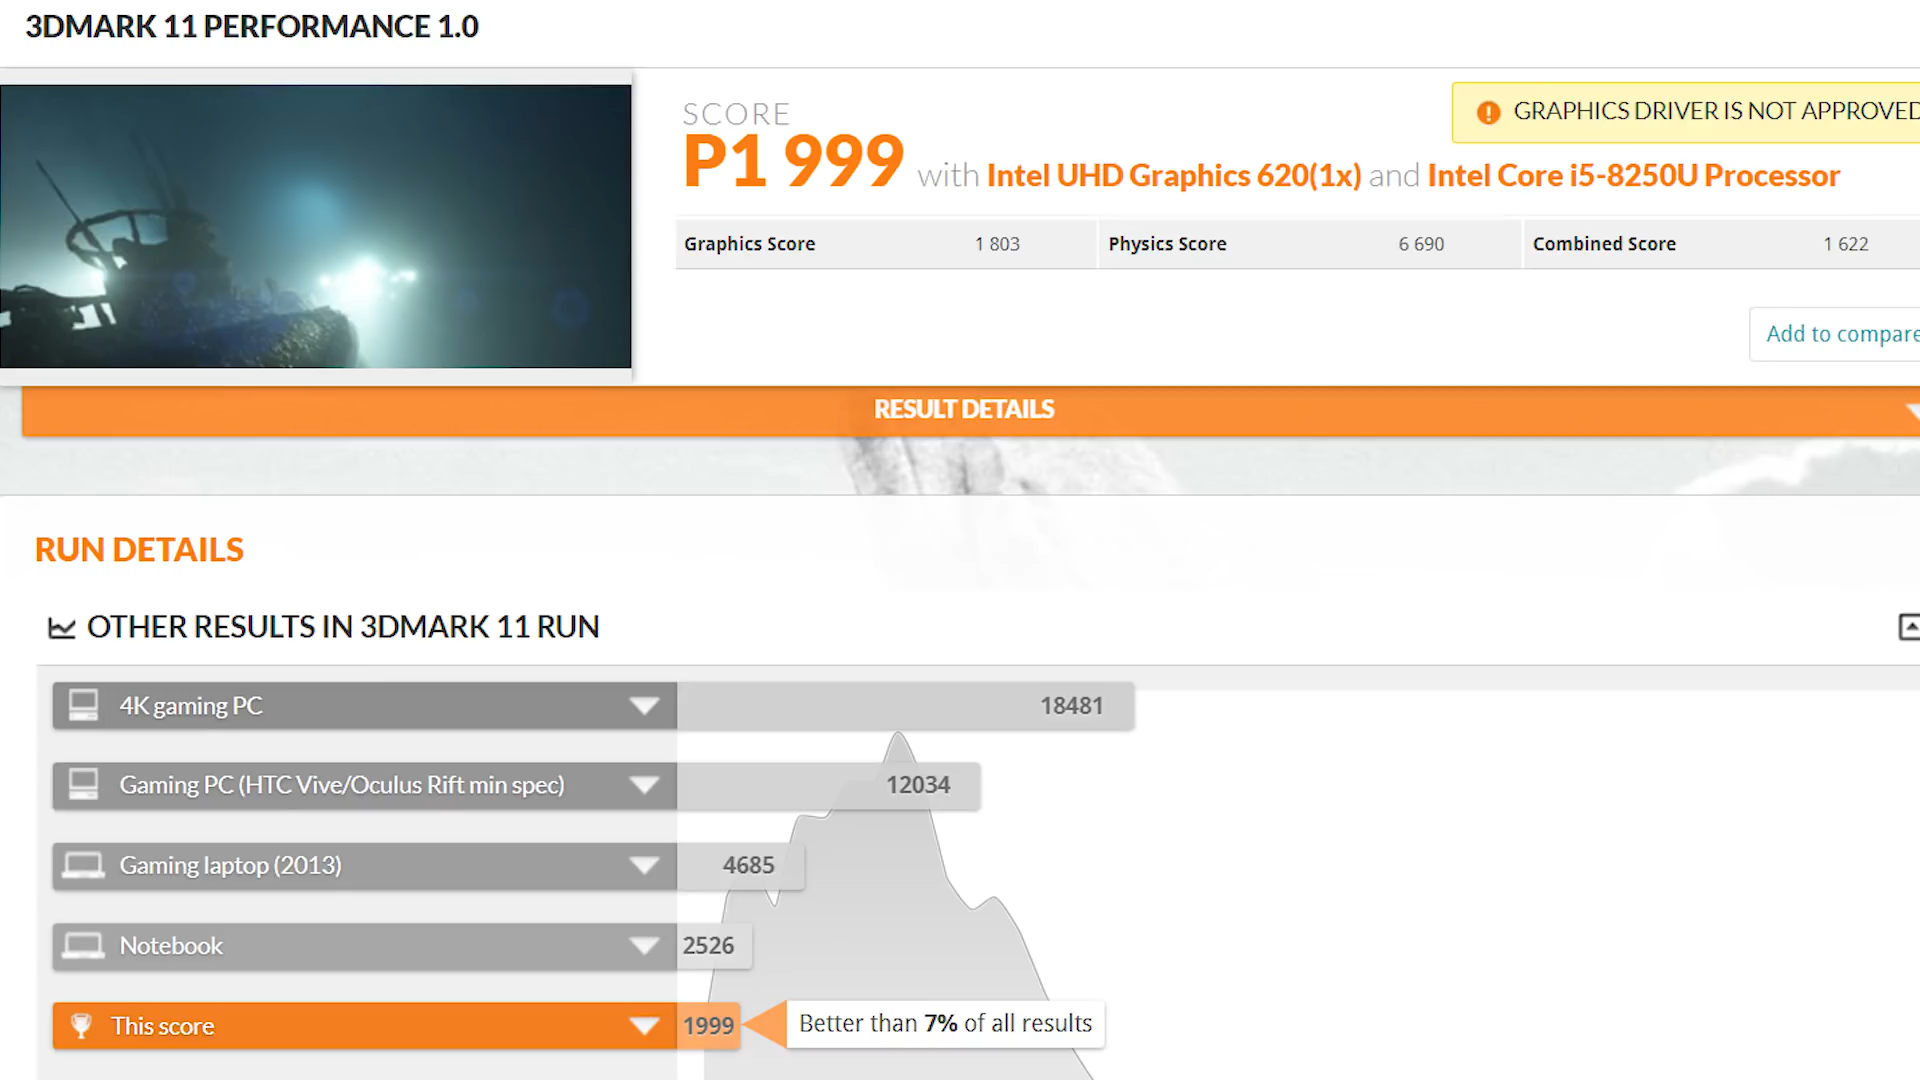 3DMARK 11 PERFORMANCE 1.0
SCORE
GRAPHICS DRIVER IS NOT APPROVED
P1 999 with Intel UHD Graphics 620(1x) and Intel Core i5-8250U Processor
Graphics Score 1 803 Physics Score 6 690 Combined Score 1 622
Add to compare
RESULT DETAILS
RUN DETAILS
OTHER RESULTS IN 3DMARK 11 RUN
4K gaming PC 18481
Gaming PC (HTC Vive/Oculus Rift min spec) 12034
Gaming laptop (2013) 4685
Notebook 2526
This score 1999 Better than 7% of all results